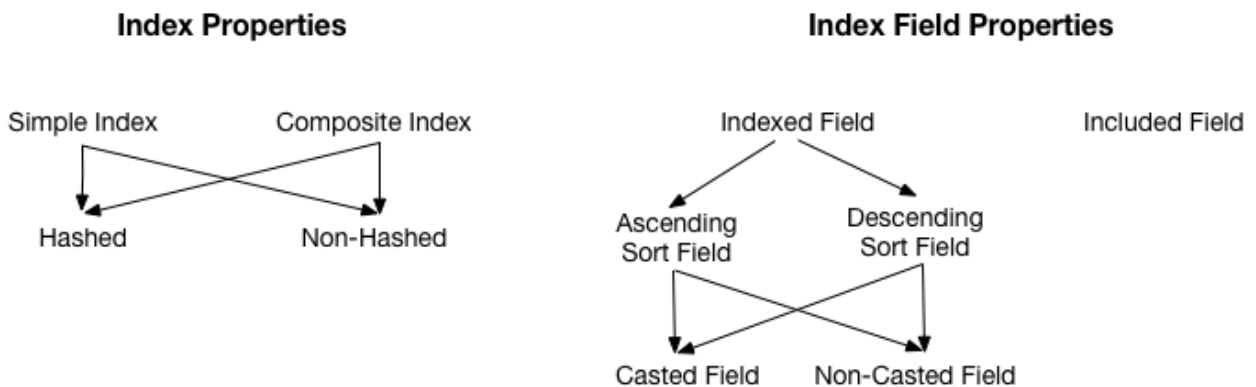 Index Properties
Index Field Properties
Simple Index
Composite Index
Indexed Field
Included Field
Hashed
Non-Hashed
Ascending
Sort Field
Descending
Sort Field
Casted Field
Non-Casted Field